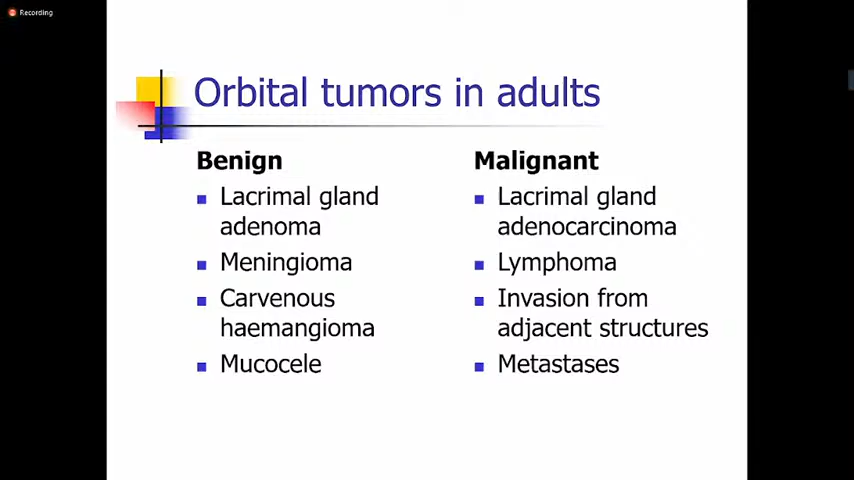 Recording
Orbital tumors in adults
Benign
Lacrimal gland
adenoma
Meningioma
Carvenous
haemangioma
Mucocele
Malignant
Lacrimal gland
adenocarcinoma
Lymphoma
Invasion from
adjacent structures
Metastases